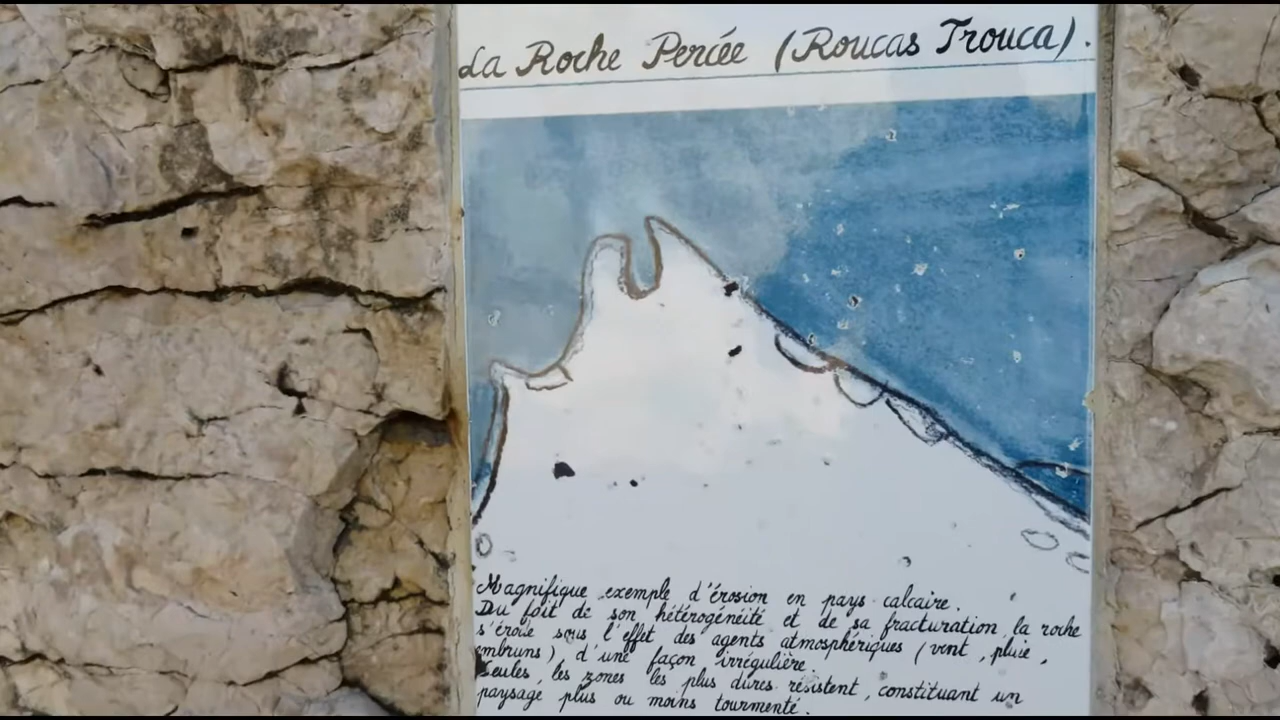 La Roche Percée (Roucas Trouca).
Magnifique exemple d'érosion en pays calcaire.
Du fait de son hétérogénéité et de sa fracturation, la roche
s'érode sous l'effet des agents atmosphériques (vent, pluie,
embruns) d'une façon irrégulière.
Seules, les zones les plus dures résistent, constituant un
paysage plus ou moins tourmenté.